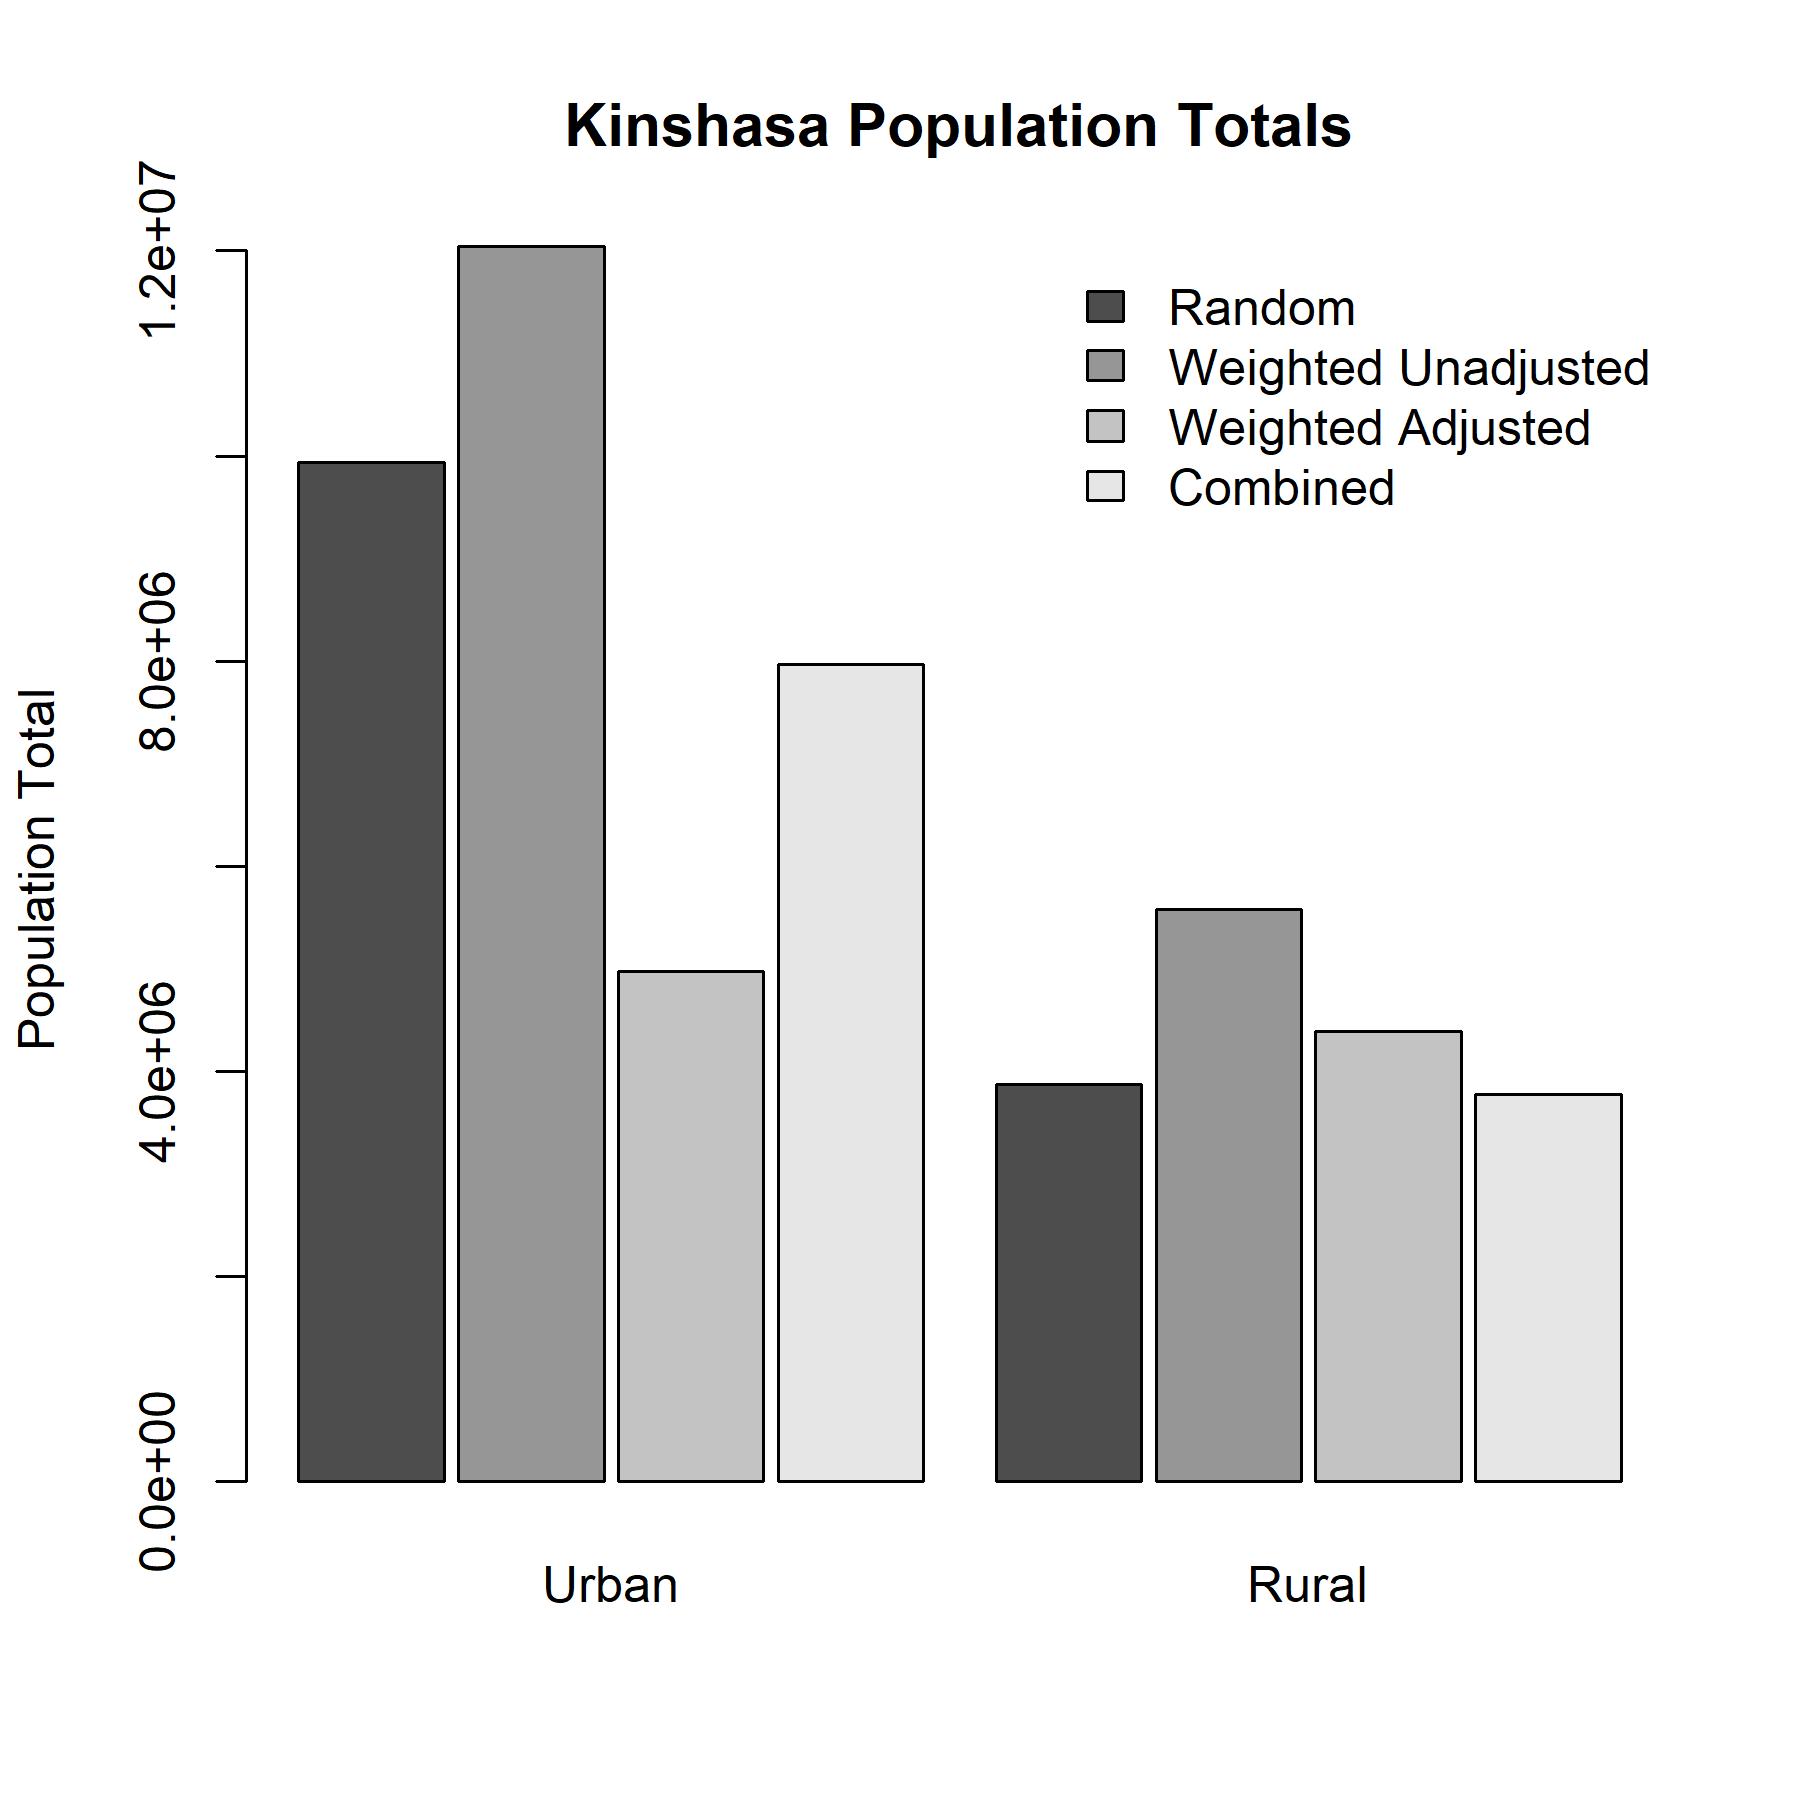 Kinshasa Population Totals
Population Total
1.2e+07
8.0e+06
4.0e+06
0.0e+00
Random
Weighted Unadjusted
Weighted Adjusted
Combined
Urban
Rural